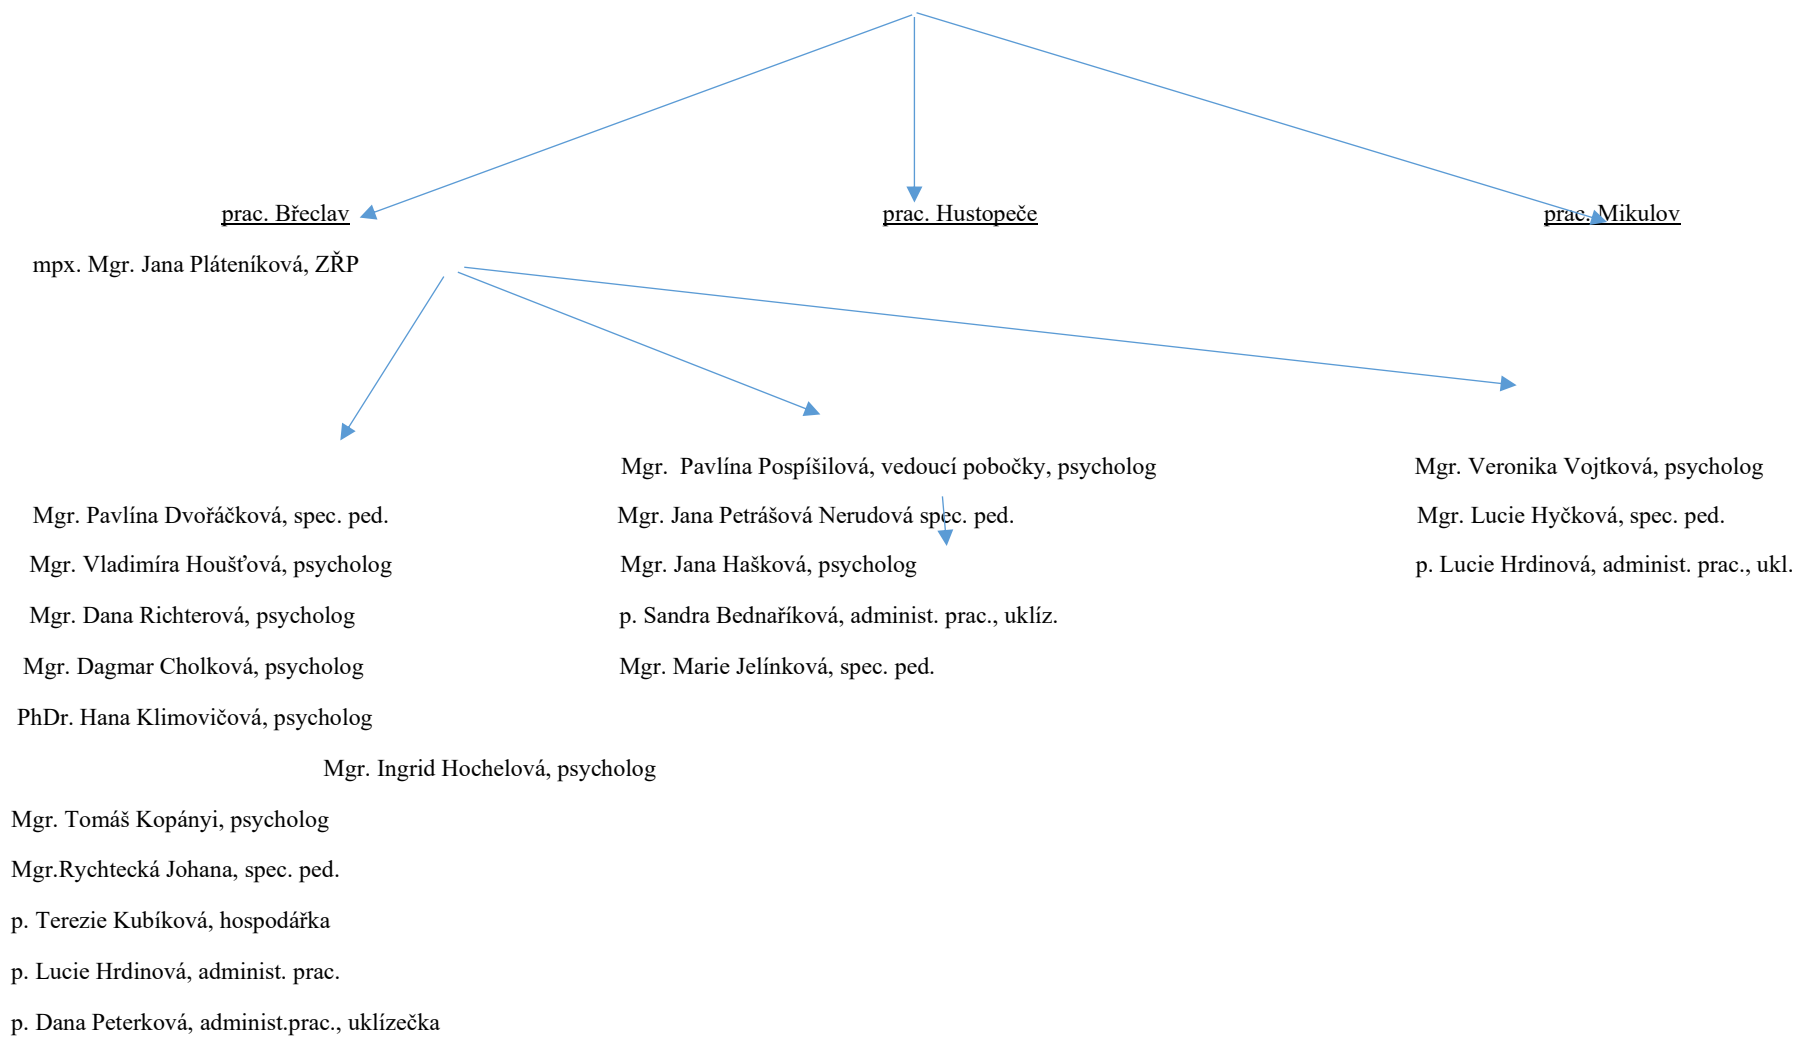 prac. Břeclav prac. Hustopeče prac. Mikulov
mpx. Mgr. Jana Pláteníková, ZŘP
Mgr. Pavlína Pospíšilová, vedoucí pobočky, psycholog Mgr. Veronika Vojtková, psycholog
Mgr. Pavlína Dvořáčková, spec. ped. Mgr. Jana Petrášová Nerudová spec. ped. Mgr. Lucie Hyčková, spec. ped.
Mgr. Vladimíra Houšťová, psycholog Mgr. Jana Hašková, psycholog p. Lucie Hrdinová, administ. prac., ukl.
Mgr. Dana Richterová, psycholog p. Sandra Bednaříková, administ. prac., uklíz.
Mgr. Dagmar Cholková, psycholog Mgr. Marie Jelínková, spec. ped.
PhDr. Hana Klimovičová, psycholog
Mgr. Ingrid Hochelová, psycholog
Mgr. Tomáš Kopányi, psycholog
Mgr.Rychtecká Johana, spec. ped.
p. Terezie Kubíková, hospodářka
p. Lucie Hrdinová, administ. prac.
p. Dana Peterková, administ.prac., uklízečka